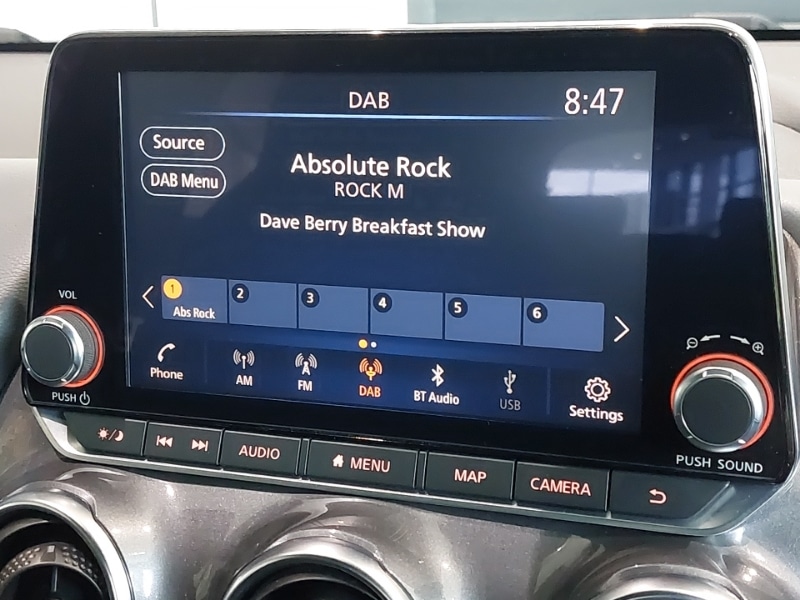 DAB
8:47
Source
DAB Menu
Absolute Rock
ROCK M
Dave Berry Breakfast Show
1 2 3 4 5 6
Abs Rock
Phone AM FM DAB BT Audio USB Settings
VOL
PUSH
PUSH SOUND
AUDIO MENU MAP CAMERA